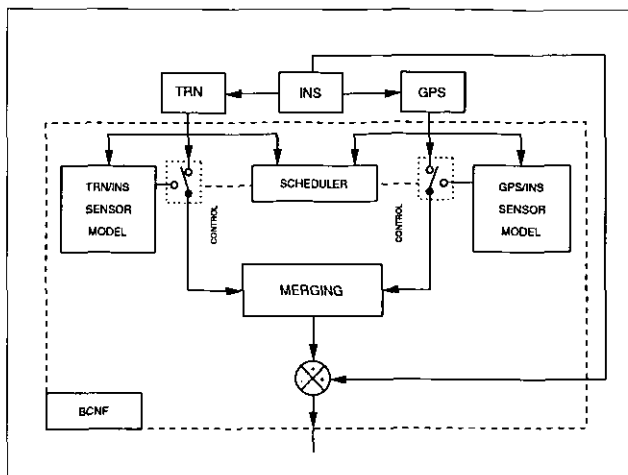 TRN
INS
GPS
TRN/INS
SENSOR
MODEL
SCHEDULER
GPS/INS
SENSOR
MODEL
CONTROL
CONTROL
MERGING
BCNF